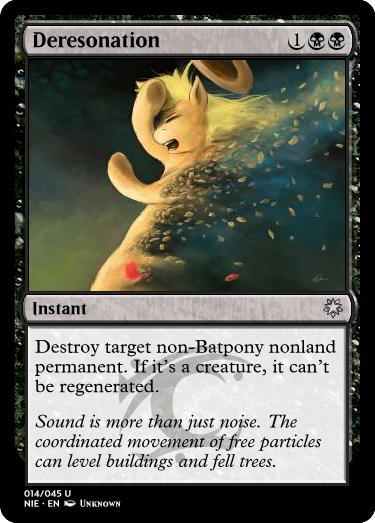 Deresonation 1
Instant
Destroy target non-Batpony nonland
permanent. If it's a creature, it can't
be regenerated.
Sound is more than just noise. The
coordinated movement of free particles
can level buildings and fell trees.
014/045 U
NIE · EN Unknown